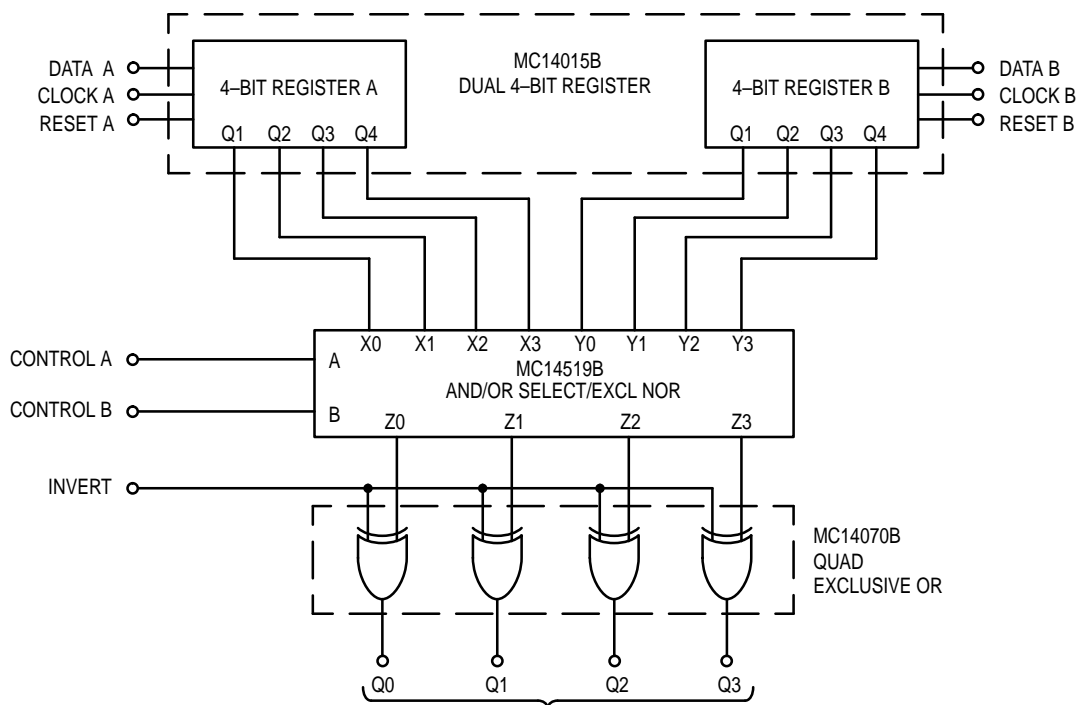 MC14015B
DUAL 4–BIT REGISTER
DATA A
CLOCK A
RESET A
4–BIT REGISTER A
Q1 Q2 Q3 Q4
4–BIT REGISTER B
Q1 Q2 Q3 Q4
DATA B
CLOCK B
RESET B
X0 X1 X2 X3 Y0 Y1 Y2 Y3
CONTROL A
A
MC14519B
AND/OR SELECT/EXCL NOR
CONTROL B
B
Z0 Z1 Z2 Z3
INVERT
MC14070B
QUAD
EXCLUSIVE OR
Q0 Q1 Q2 Q3